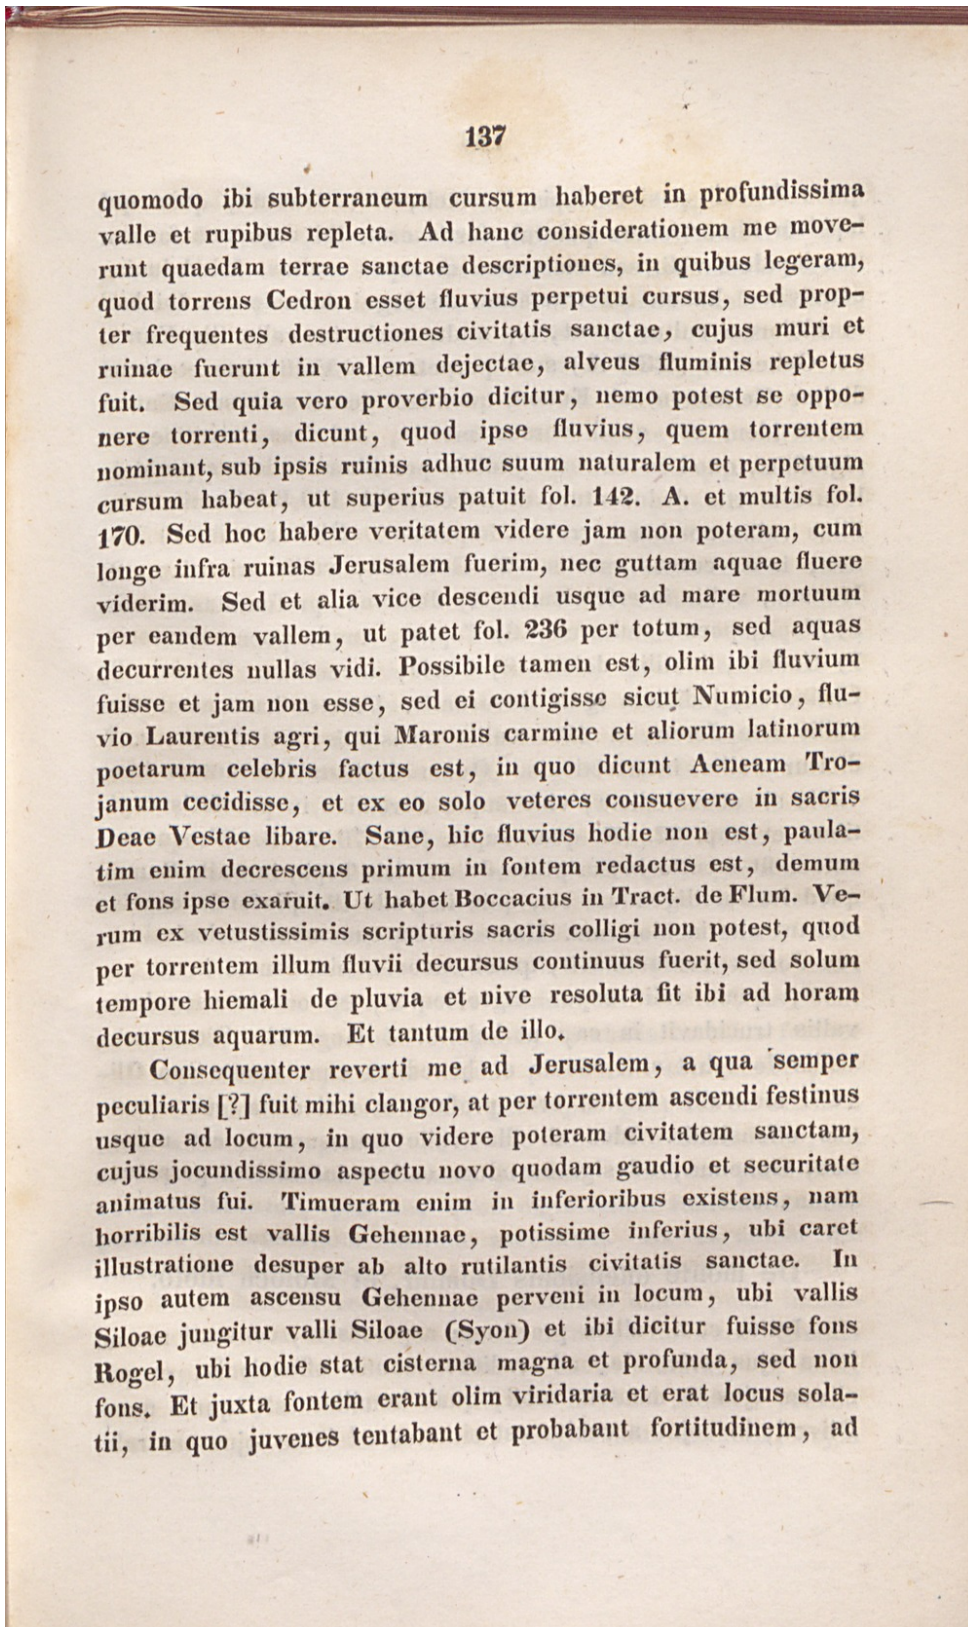 137
quomodo ibi subterraneum cursum haberet in profundissima
valle et rupibus repleta. Ad hanc considerationem me move-
runt quaedam terrae sanctae descriptiones, in quibus legeram,
quod torrens Cedron esset fluvius perpetui cursus, sed prop-
ter frequentes destructiones civitatis sanctae, cujus muri et
ruinae fuerunt in vallem dejectae, alveus fluminis repletus
fuit. Sed quia vero proverbio dicitur, nemo potest se oppo-
nere torrenti, dicunt, quod ipse fluvius, quem torrentem
nominant, sub ipsis ruinis adhuc suum naturalem et perpetuum
cursum habeat, ut superius patuit fol. 142. A. et multis fol.
170. Sed hoc habere veritatem videre jam non poteram, cum
longe infra ruinas Jerusalem fuerim, nec guttam aquae fluere
viderim. Sed et alia vice descendi usque ad mare mortuum
per eandem vallem, ut patet fol. 236 per totum, sed aquas
decurrentes nullas vidi. Possibile tamen est, olim ibi fluvium
fuisse et jam non esse, sed ei contigisse sicut Numicio, flu-
vio Laurentis agri, qui Maronis carmine et aliorum latinorum
poetarum celebris factus est, in quo dicunt Aeneam Tro-
janum cecidisse, et ex eo solo veteres consuevere in sacris
Deae Vestae libare. Sane, hic fluvius hodie non est, paula-
tim enim decrescens primum in fontem redactus est, demum
et fons ipse exaruit. Ut habet Boccacius in Tract. de Flum. Ve-
rum ex vetustissimis scripturis sacris colligi non potest, quod
per torrentem illum fluvii decursus continuus fuerit, sed solum
tempore hiemali de pluvia et nive resoluta fit ibi ad horam
decursus aquarum. Et tantum de illo.
Consequenter reverti me ad Jerusalem, a qua semper
peculiaris [?] fuit mihi clangor, at per torrentem ascendi festinus
usque ad locum, in quo videre poteram civitatem sanctam,
cujus jocundissimo aspectu novo quodam gaudio et securitate
animatus fui. Timueram enim in inferioribus existens, nam
horribilis est vallis Gehennae, potissime inferius, ubi caret
illustratione desuper ab alto rutilantis civitatis sanctae. In
ipso autem ascensu Gehennae perveni in locum, ubi vallis
Siloae jungitur valli Siloae (Syon) et ibi dicitur fuisse fons
Rogel, ubi hodie stat cisterna magna et profunda, sed non
fons. Et juxta fontem erant olim viridaria et erat locus sola-
tii, in quo juvenes tentabant et probabant fortitudinem, ad